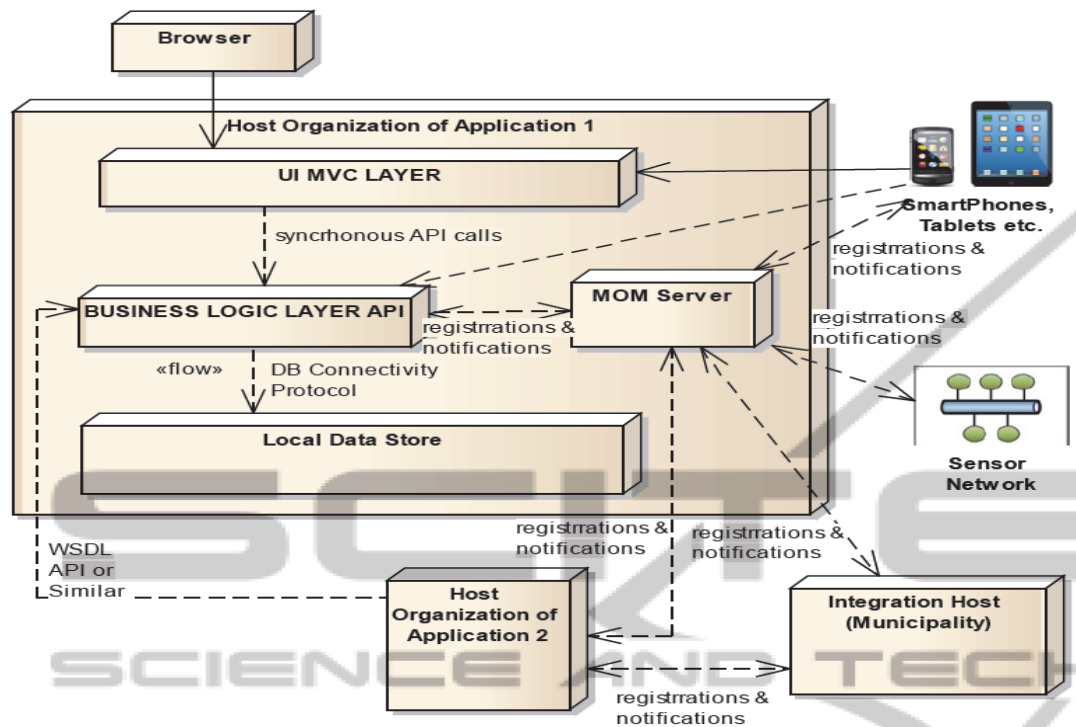 Browser
Host Organization of Application 1
UI MVC LAYER
SmartPhones,
Tablets etc.
syncrhonous API calls
registrrations &
notifications
BUSINESS LOGIC LAYER API
MOM Server
registrrations &
notifications
registrrations &
notifications
«flow»
DB Connectivity
Protocol
Local Data Store
Sensor
Network
registrrations &
notifications
registrrations &
notifications
WSDL
API or
Similar
Host
Organization of
Application 2
Integration Host
(Municipality)
registrrations &
notifications
SCITE
SCIENCE AND TECH